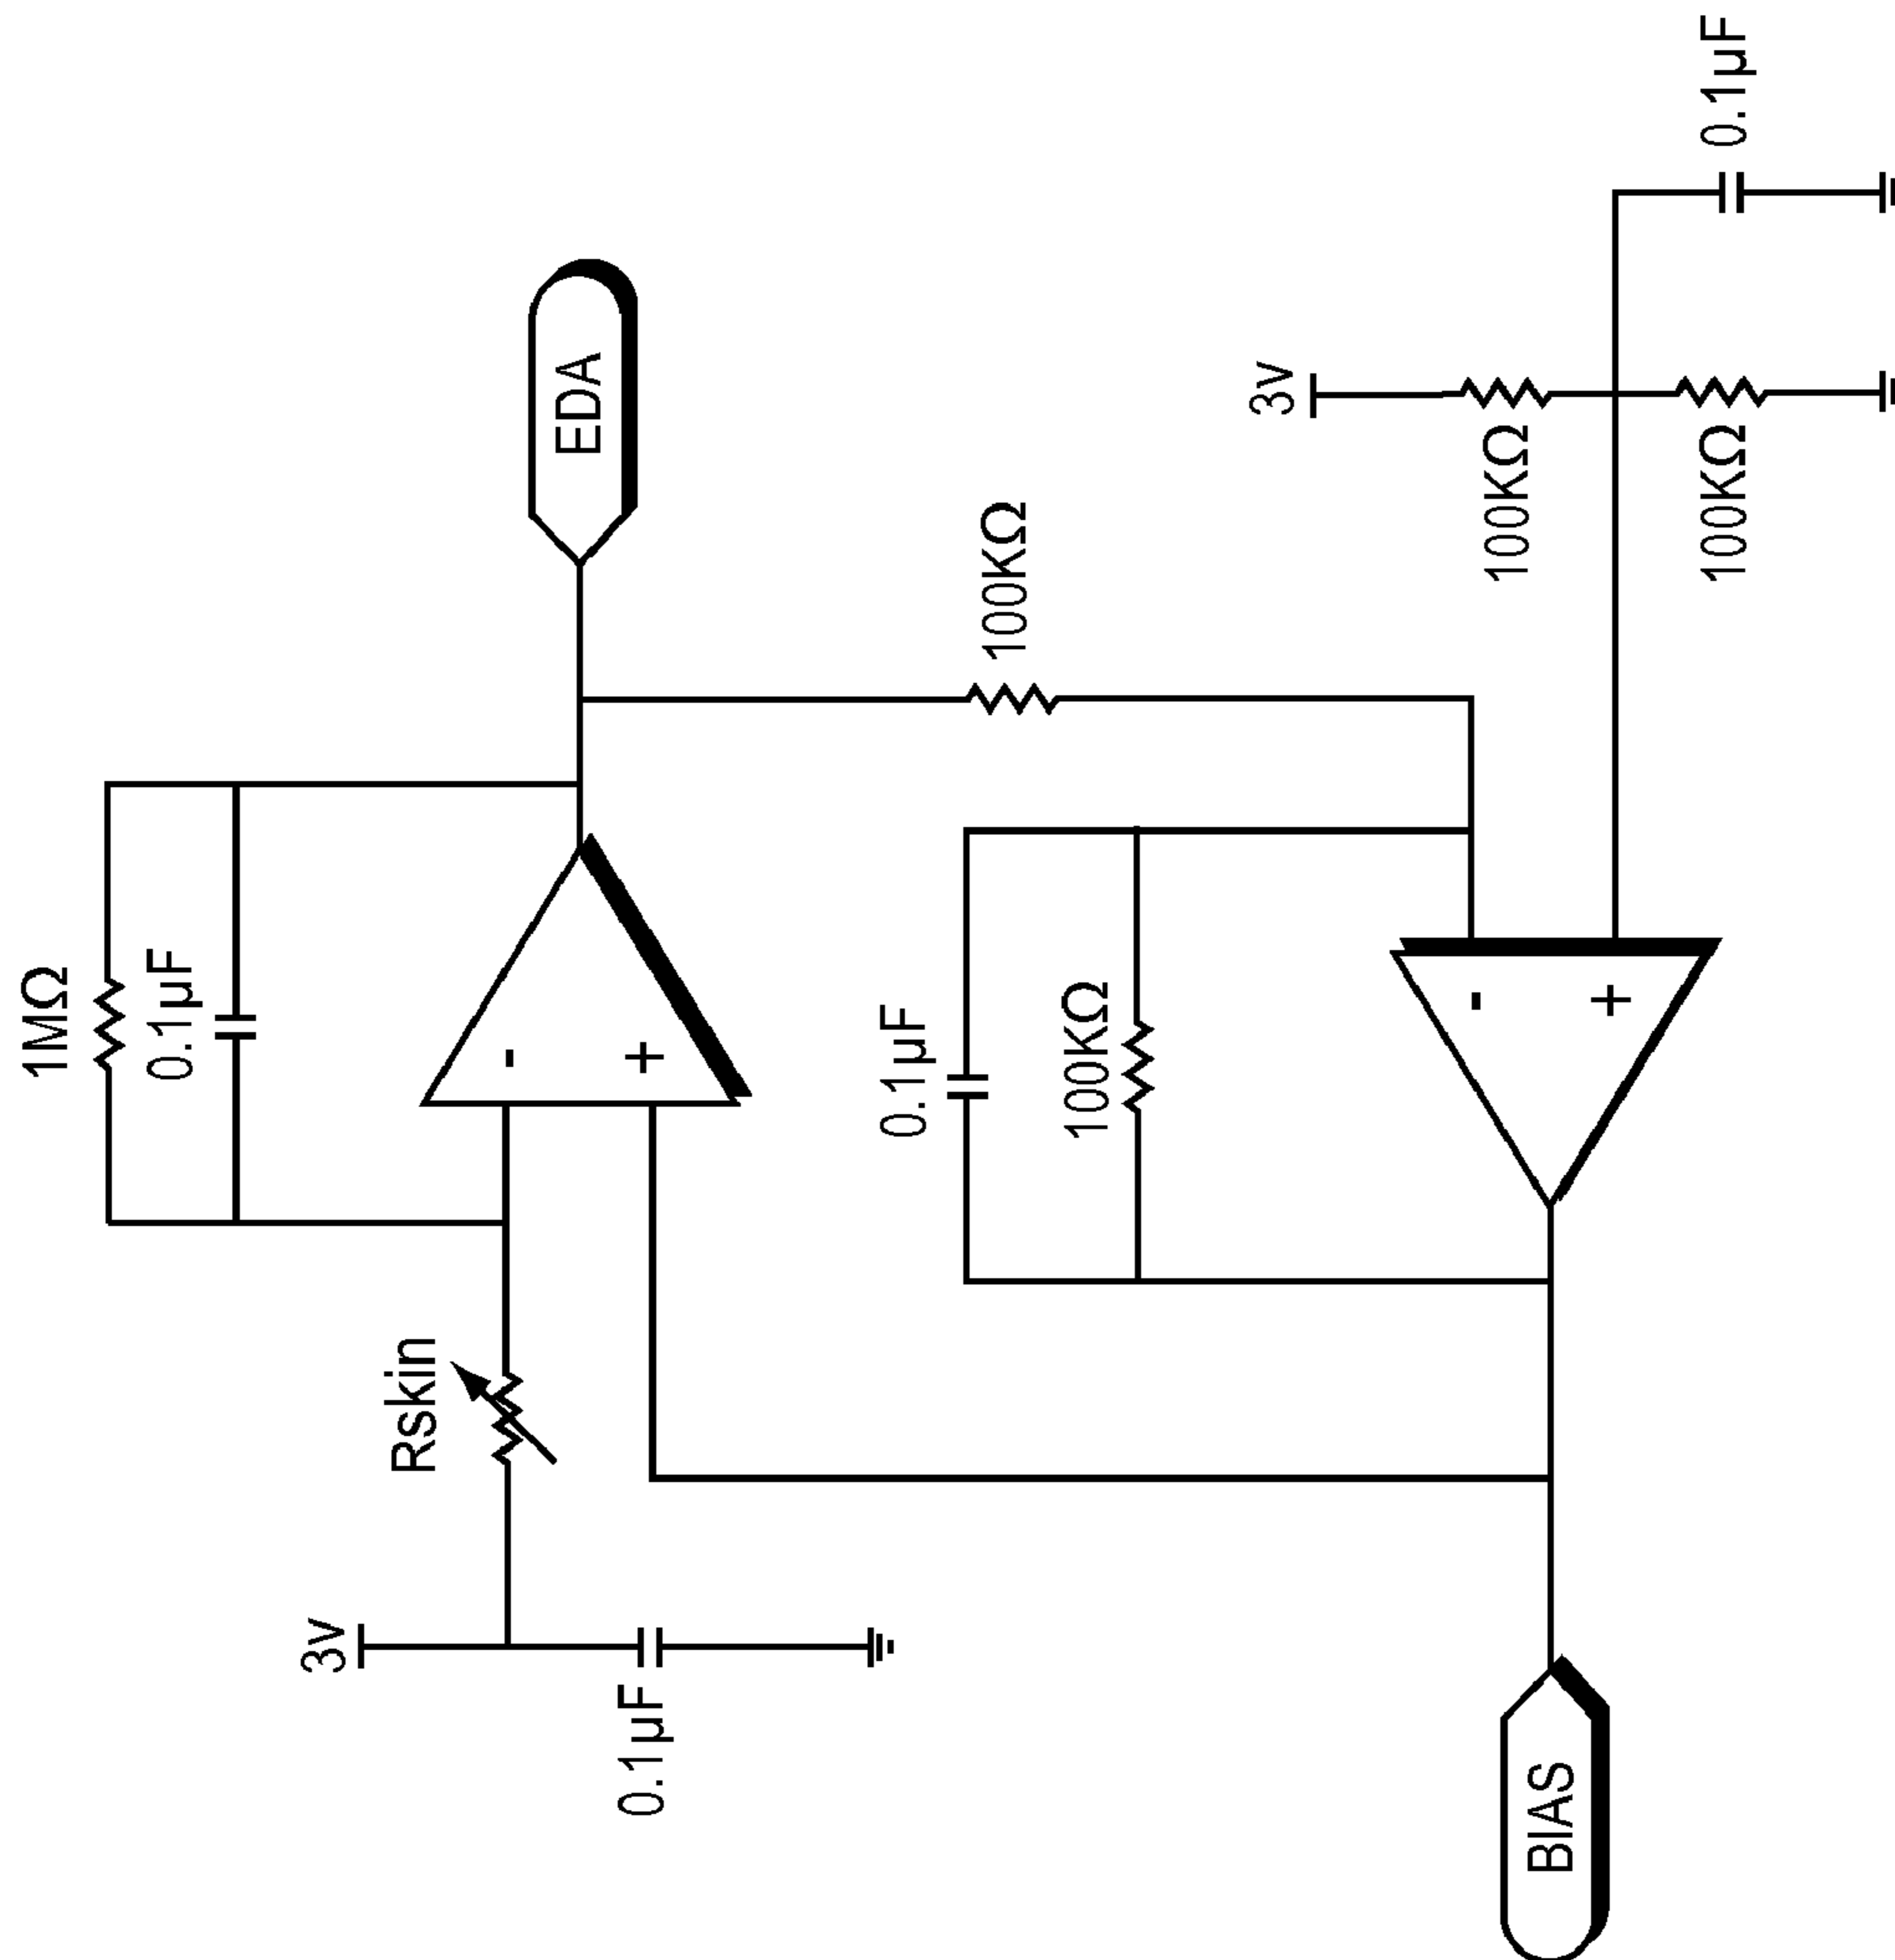 1MΩ
0.1µF
EDA
Rskin
3V
0.1µF
100KΩ
0.1µF
100KΩ
3V
100KΩ
100KΩ
0.1µF
BIAS
-
+
-
+